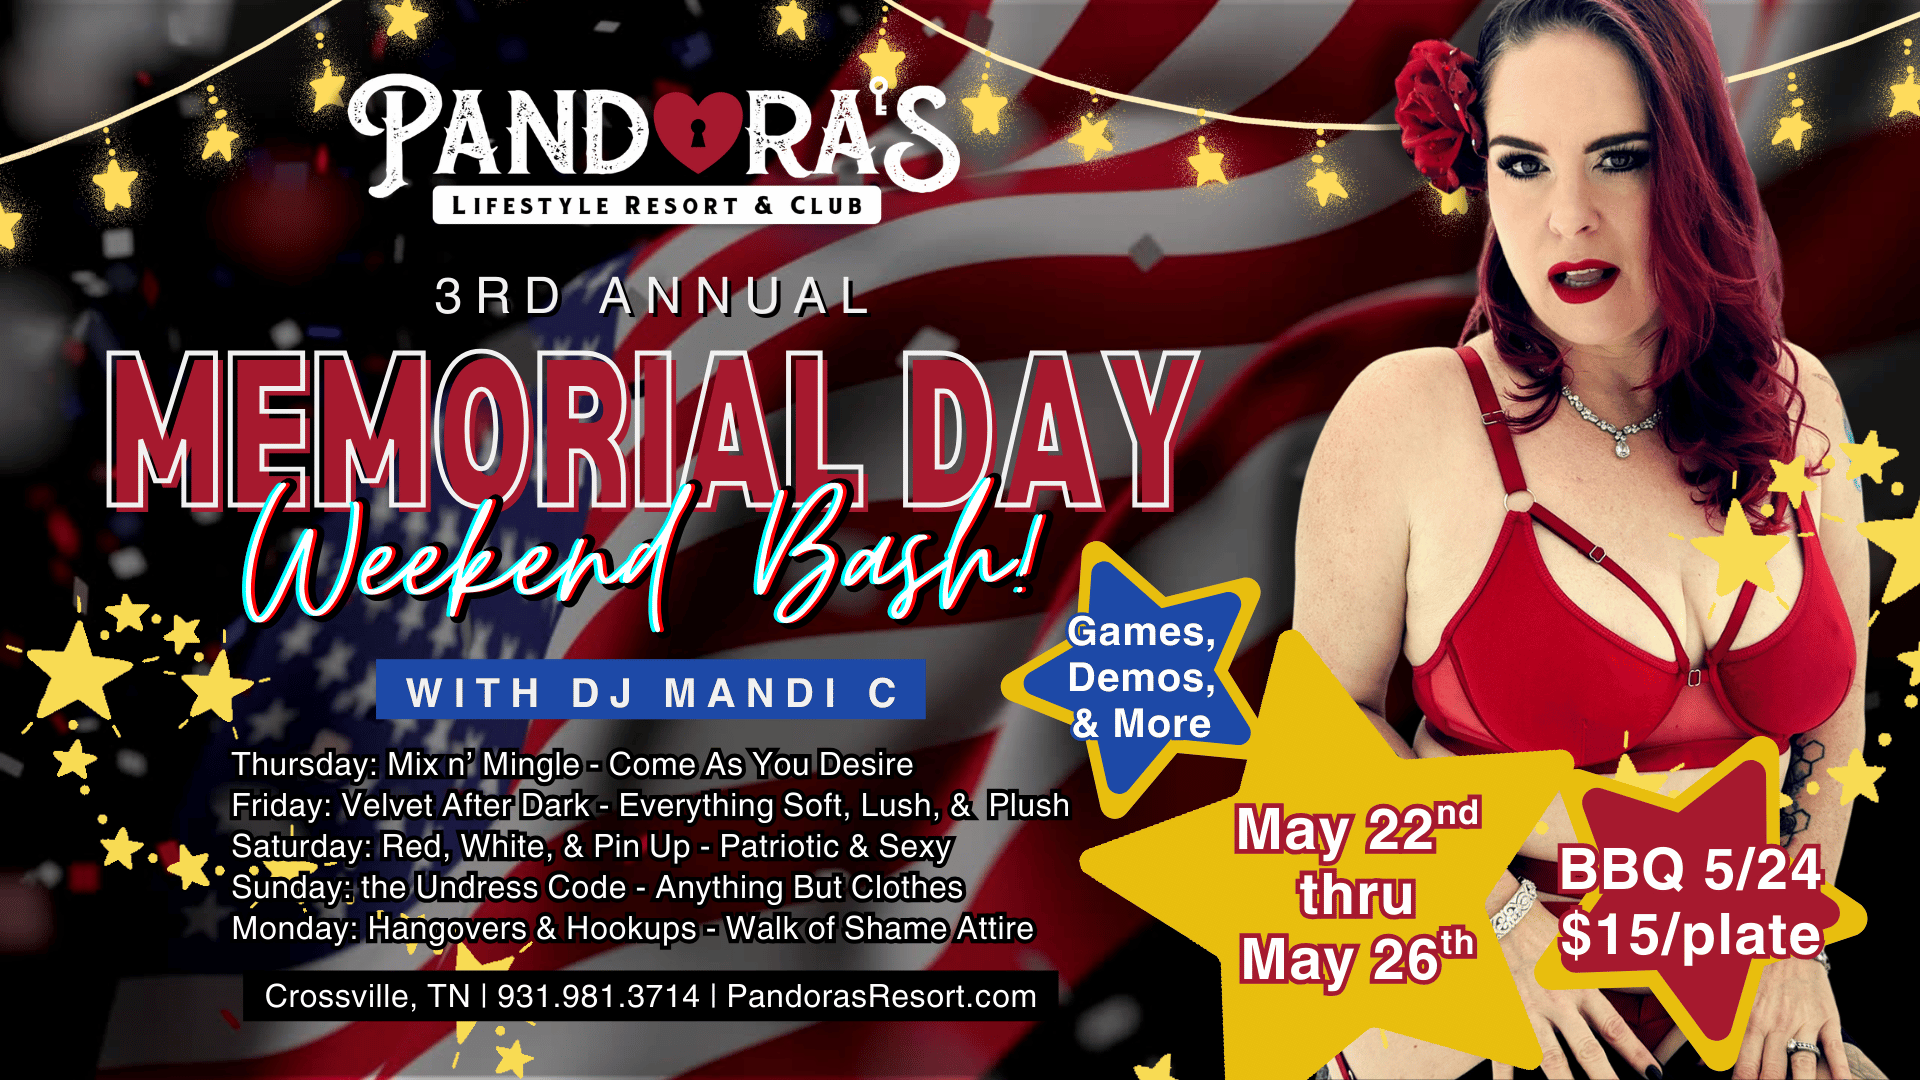 PANDORA'S
LIFESTYLE RESORT & CLUB
3RD ANNUAL
MEMORIAL DAY
Weekend Bash!
WITH DJ MANDI C
Games,
Demos,
& More
Thursday: Mix n' Mingle - Come As You Desire
Friday: Velvet After Dark - Everything Soft, Lush, & Plush
Saturday: Red, White, & Pin Up - Patriotic & Sexy
Sunday: the Undress Code - Anything But Clothes
Monday: Hangovers & Hookups - Walk of Shame Attire
May 22nd
thru
May 26th
BBQ 5/24
$15/plate
Crossville, TN | 931.981.3714 | PandorasResort.com